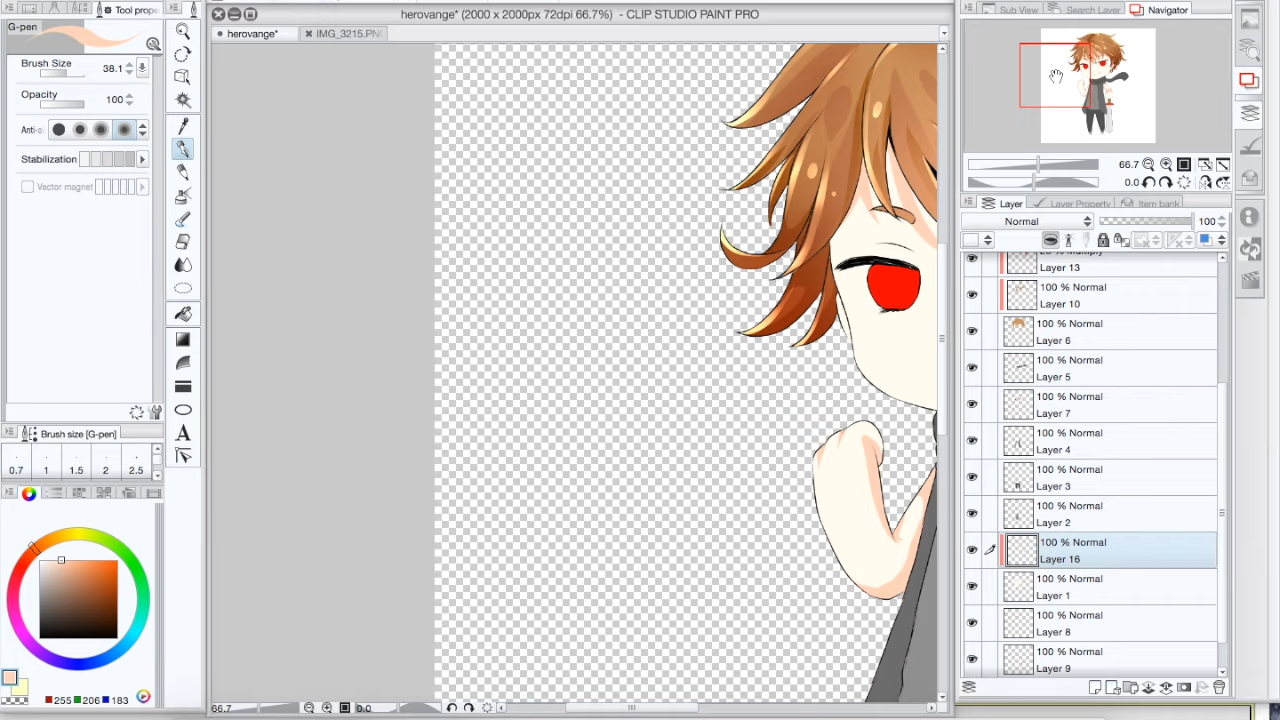 Tool prope
G-pen
Brush Size 38.1
Opacity 100
Anti-a
Stabilization
Vector magnet
Brush size [G-pen]
0.7 1 1.5 2 2.5
255 206 183
herovange* (2000 x 2000px 72dpi 66.7%) - CLIP STUDIO PAINT PRO
herovange* IMG_3215.PN
66.7 0.0
Sub View Search Layer Navigator
66.7
0.0
Layer Layer Property Item bank
Normal 100
Layer 13
100 % Normal
Layer 10
100 % Normal
Layer 6
100 % Normal
Layer 5
100 % Normal
Layer 7
100 % Normal
Layer 4
100 % Normal
Layer 3
100 % Normal
Layer 2
100 % Normal
Layer 16
100 % Normal
Layer 1
100 % Normal
Layer 8
100 % Normal
Layer 9